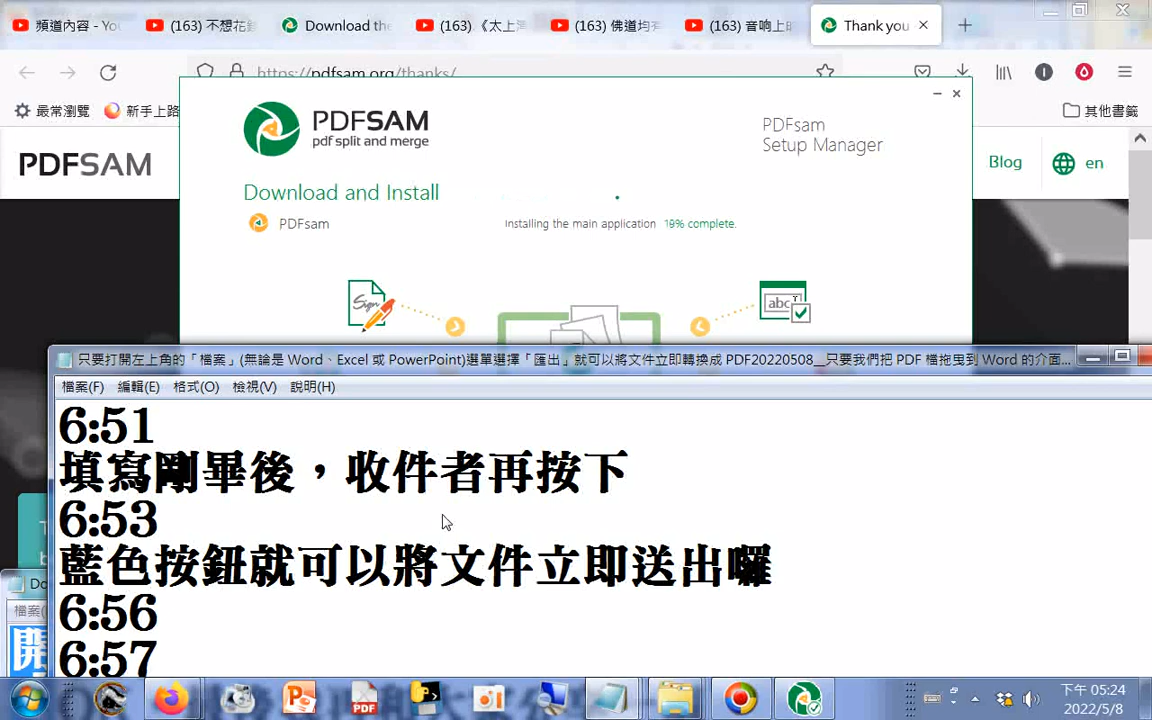 頻道內容 - Yo
(163) 不想花錢
Download the
(163) 《太上清
(163) 佛道均有
(163) 音响上
Thank you
https://pdfsam.org/thanks/
最常瀏覽
新手上路
其他書籤
PDFSAM
pdf split and merge
PDFsam
Setup Manager
PDFSAM
Blog
en
Download and Install
PDFsam
Installing the main application 19% complete.
Sign
abc
只要打開左上角的「檔案」(無論是 Word、Excel 或 PowerPoint)選單選擇「匯出」就可以將文件立即轉換成 PDF20220508__只要我們把 PDF 檔拖曳到 Word 的介面...
檔案(F) 編輯(E) 格式(O) 檢視(V) 說明(H)
6:51
填寫剛畢後，收件者再按下
6:53
藍色按鈕就可以將文件立即送出囉
6:56
6:57
Do
檔案(
開
PDF
下午 05:24
2022/5/8